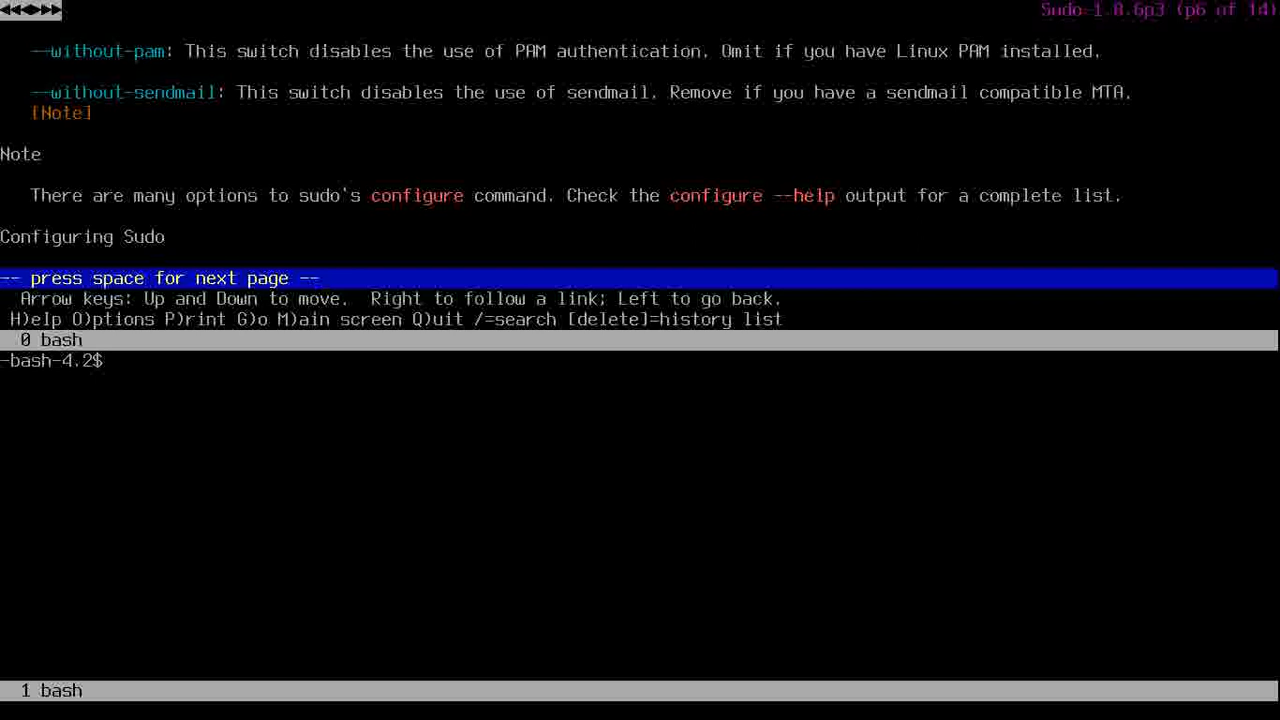 Sudo-1.8.6p3 (p6 of 14)
--without-pam: This switch disables the use of PAM authentication. Omit if you have Linux PAM installed.
--without-sendmail: This switch disables the use of sendmail. Remove if you have a sendmail compatible MTA.
[Note]
Note
There are many options to sudo's configure command. Check the configure --help output for a complete list.
Configuring Sudo
-- press space for next page --
Arrow keys: Up and Down to move.  Right to follow a link; Left to go back.
H)elp O)ptions P)rint G)o M)ain screen Q)uit /=search [delete]=history list
0 bash
-bash-4.2$
1 bash